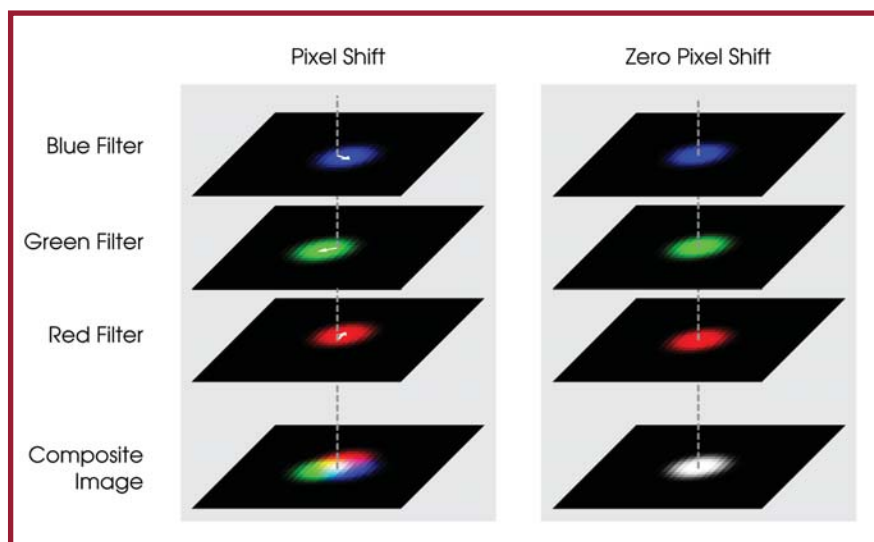 Pixel Shift
Zero Pixel Shift
Blue Filter
Green Filter
Red Filter
Composite
Image